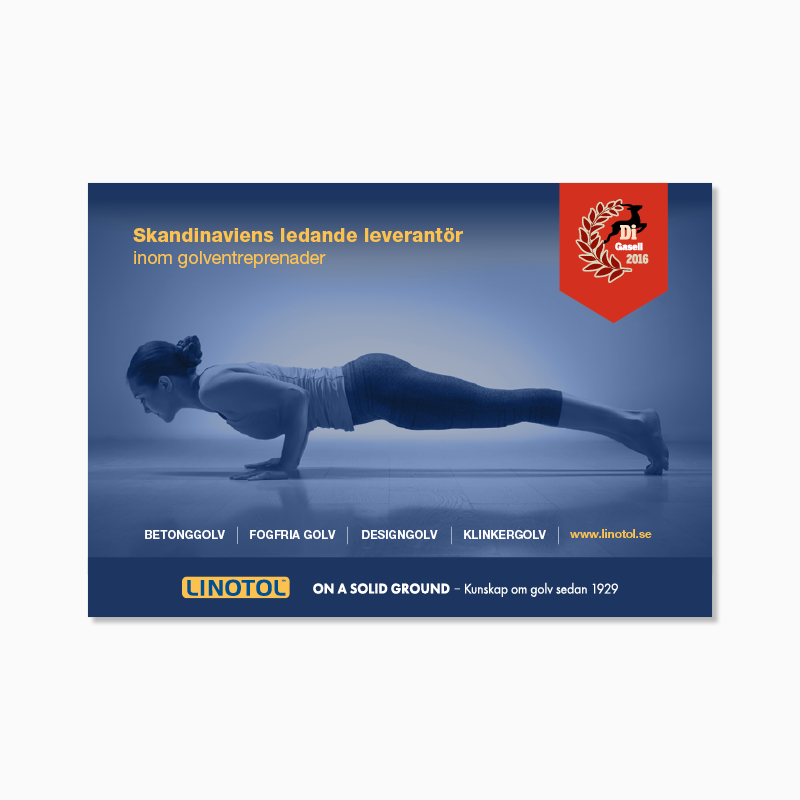 Skandinaviens ledande leverantör
inom golventreprenader
Di
Gasell
2016
BETONGGOLV | FOGFRIA GOLV | DESIGNGOLV | KLINKERGOLV | www.linotol.se
LINOTOL™ ON A SOLID GROUND – Kunskap om golv sedan 1929